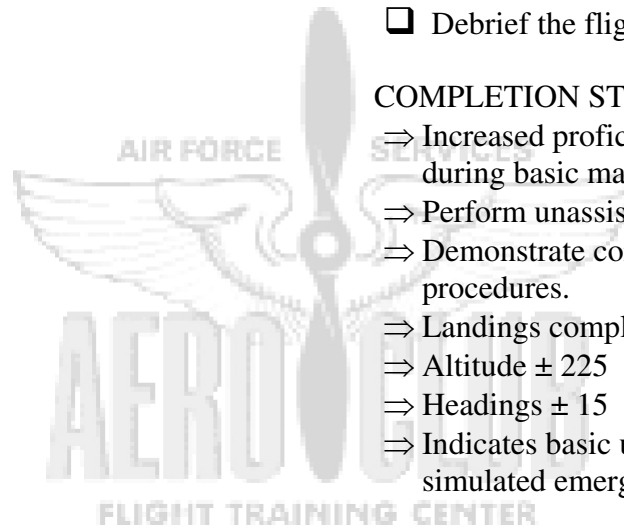 ❑ Debrief the flig
COMPLETION ST
⇒ Increased profic
during basic ma
⇒ Perform unassis
⇒ Demonstrate co
procedures.
⇒ Landings compl
⇒ Altitude ± 225
⇒ Headings ± 15
⇒ Indicates basic u
simulated emerg
AIR FORCE SERVICES
AERO CLUB
FLIGHT TRAINING CENTER